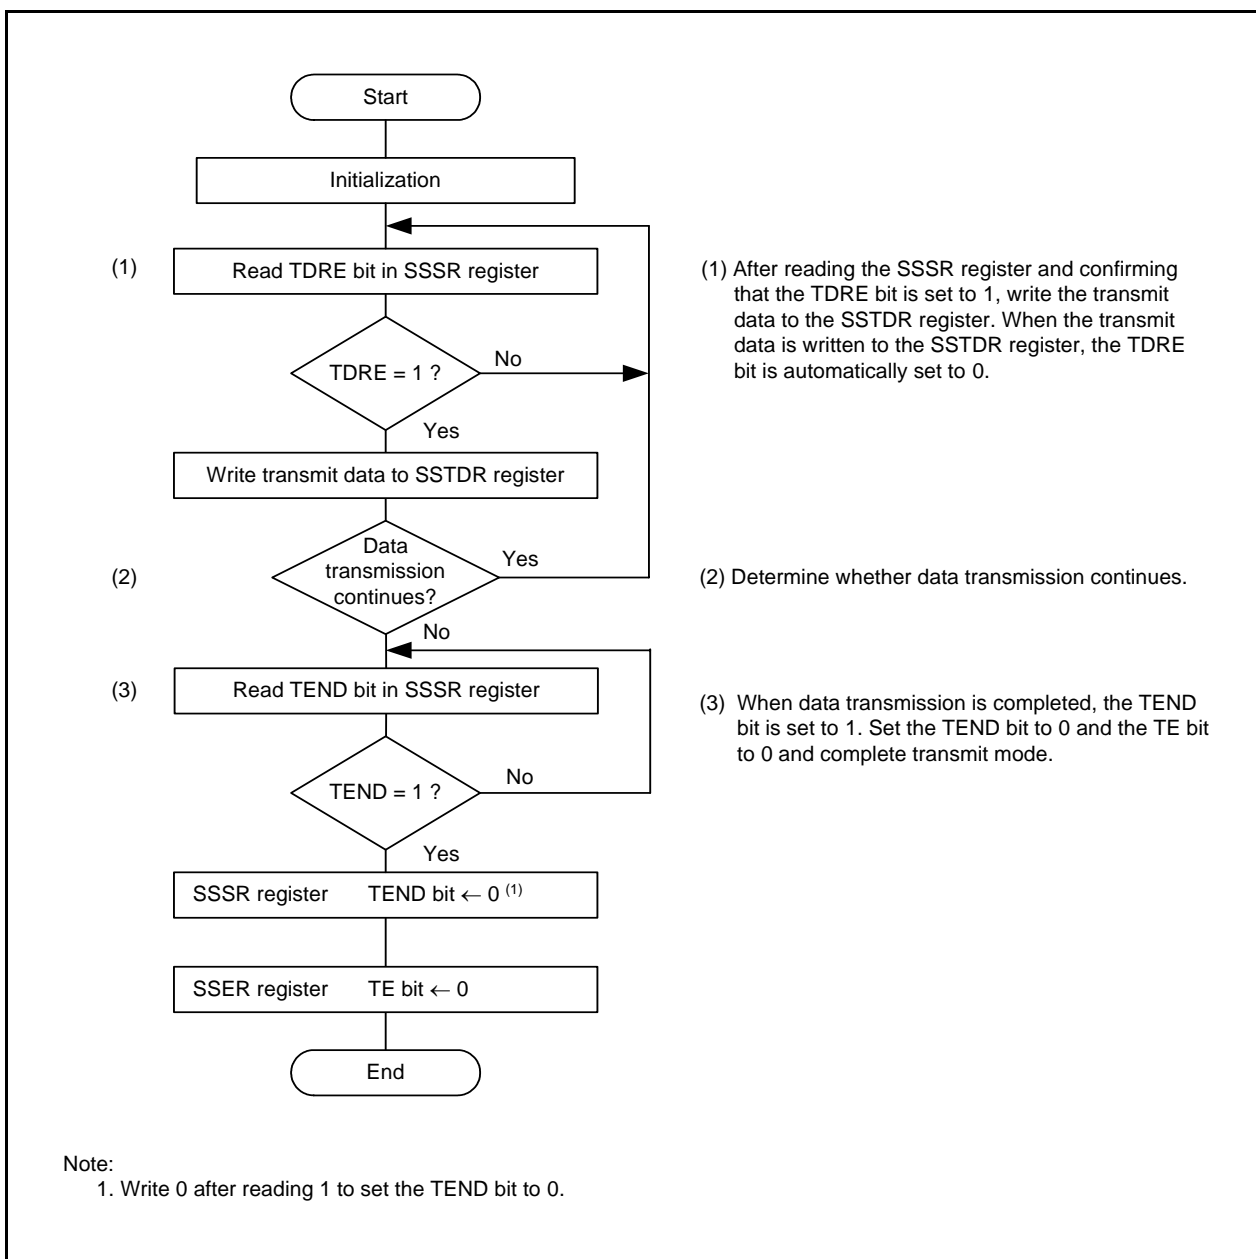 Start
Initialization
(1)
Read TDRE bit in SSSR register
(1) After reading the SSSR register and confirming
that the TDRE bit is set to 1, write the transmit
data to the SSTDR register. When the transmit
data is written to the SSTDR register, the TDRE
bit is automatically set to 0.
TDRE = 1 ?
No
Yes
Write transmit data to SSTDR register
(2)
Data
transmission
continues?
Yes
(2) Determine whether data transmission continues.
No
(3)
Read TEND bit in SSSR register
(3) When data transmission is completed, the TEND
bit is set to 1. Set the TEND bit to 0 and the TE bit
to 0 and complete transmit mode.
TEND = 1 ?
No
Yes
SSSR register TEND bit ← 0 (1)
SSER register TE bit ← 0
End
Note:
1. Write 0 after reading 1 to set the TEND bit to 0.